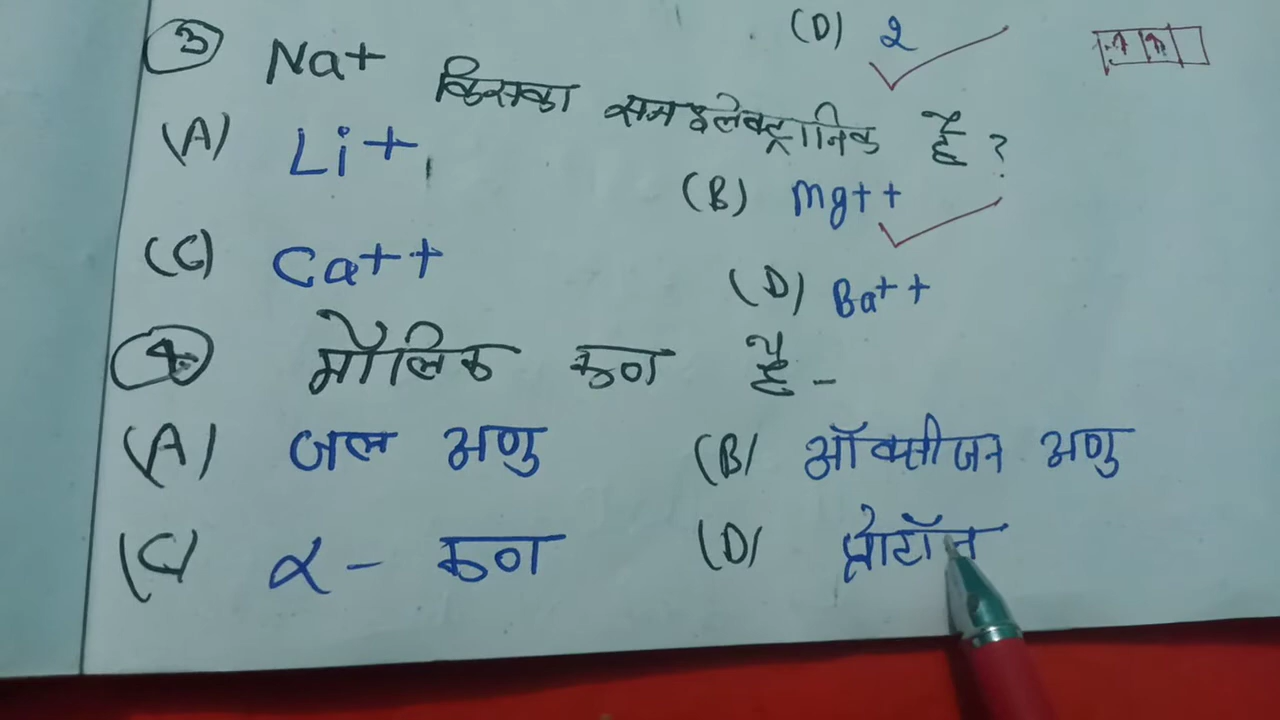 (D) 2
③ Na+ किसका समइलेक्ट्रानिक है ?
(A) Li+ (B) Mg++
(C) Ca++ (D) Ba++
④ मौलिक कण है -
(A) जल अणु (B) ऑक्सीजन अणु
(C) α - कण (D) प्रोटॉन